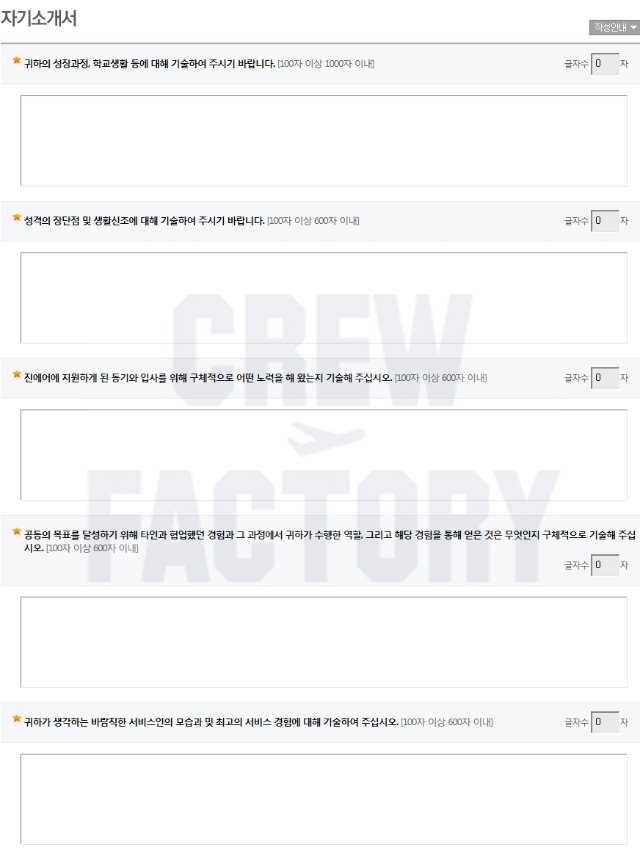 자기소개서
작성안내
귀하의 성장과정, 학교생활 등에 대해 기술하여 주시기 바랍니다. [100자 이상 1000자 이내] 글자수 0 자
성격의 장단점 및 생활신조에 대해 기술하여 주시기 바랍니다. [100자 이상 600자 이내] 글자수 0 자
CREW
진에어에 지원하게 된 동기와 입사를 위해 구체적으로 어떤 노력을 해 왔는지 기술해 주십시오. [100자 이상 600자 이내] 글자수 0 자
FACTORY
공동의 목표를 달성하기 위해 타인과 협업했던 경험과 그 과정에서 귀하가 수행한 역할, 그리고 해당 경험을 통해 얻은 것은 무엇인지 구체적으로 기술해 주십
시오. [100자 이상 600자 이내]
글자수 0 자
귀하가 생각하는 바람직한 서비스인의 모습과 및 최고의 서비스 경험에 대해 기술하여 주십시오. [100자 이상 600자 이내] 글자수 0 자